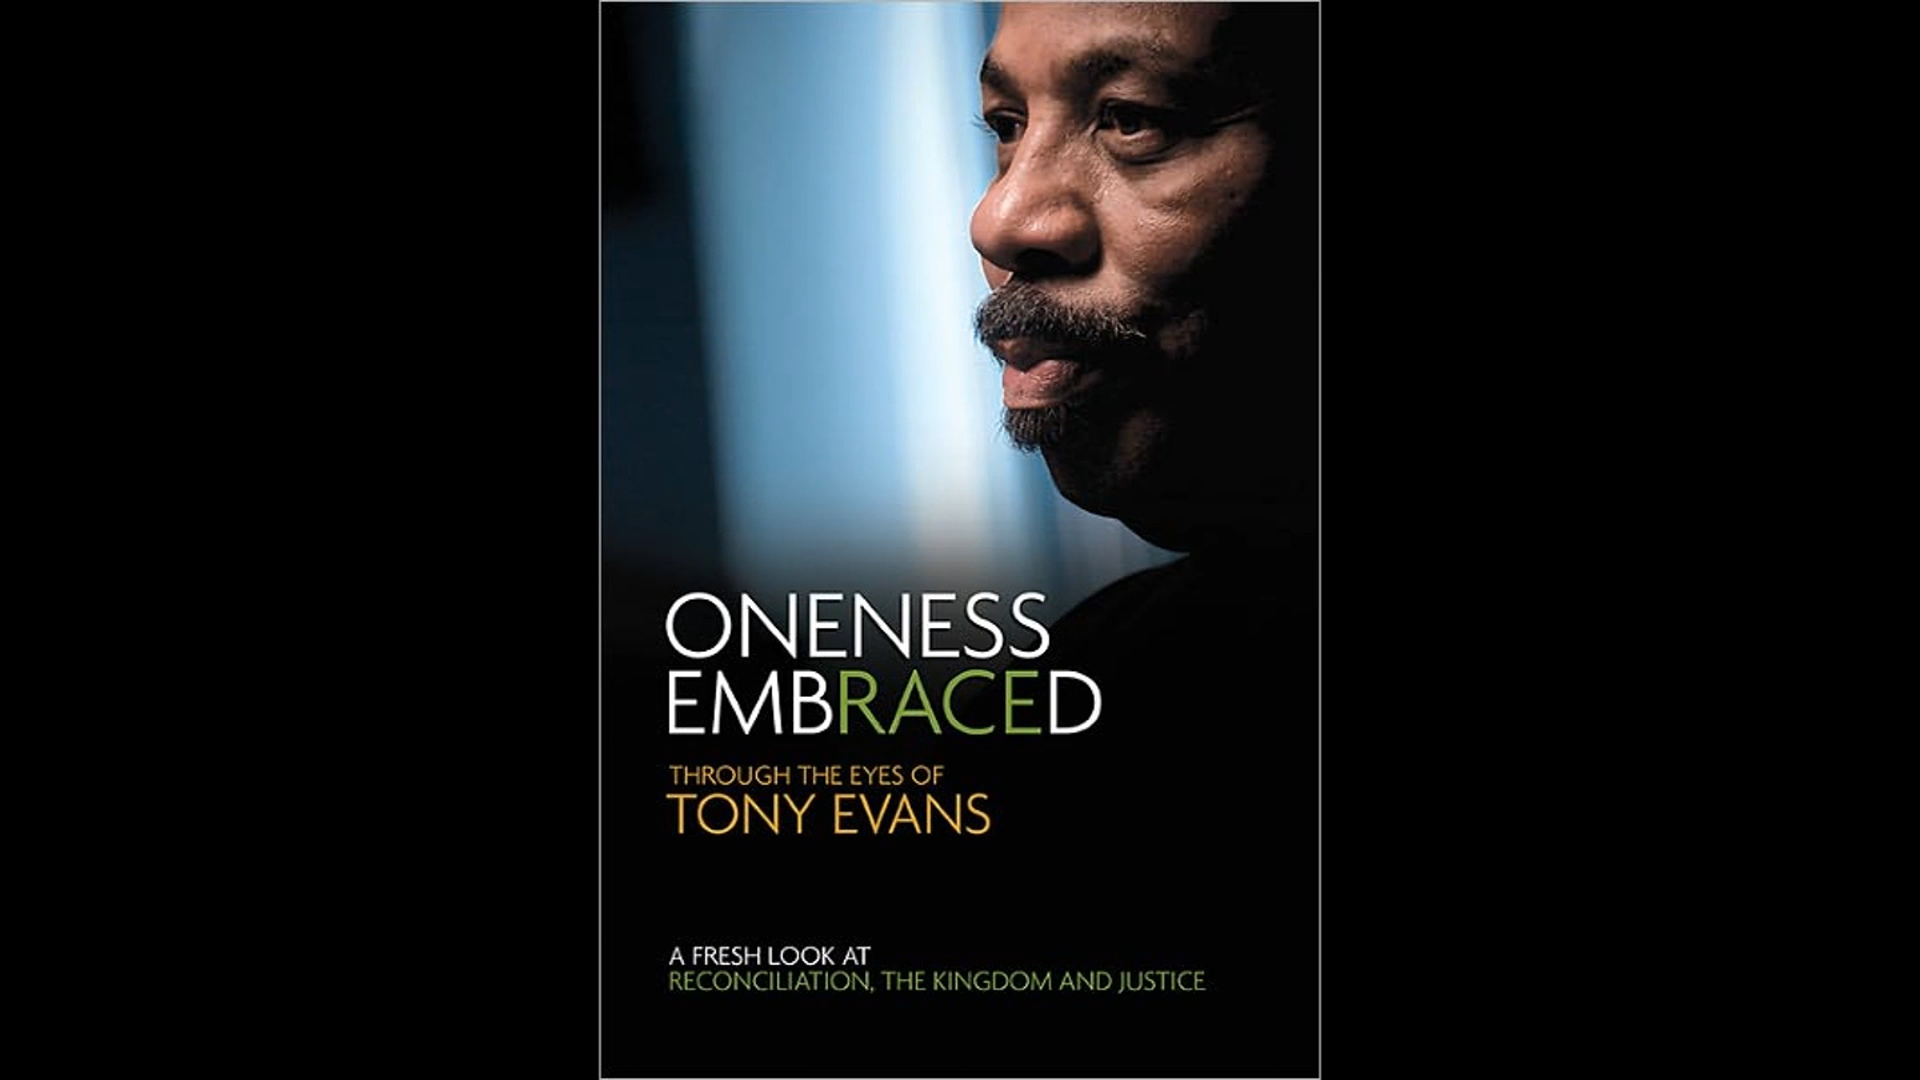 ONENESS
EMBRACED
THROUGH THE EYES OF
TONY EVANS
A FRESH LOOK AT
RECONCILIATION, THE KINGDOM AND JUSTICE